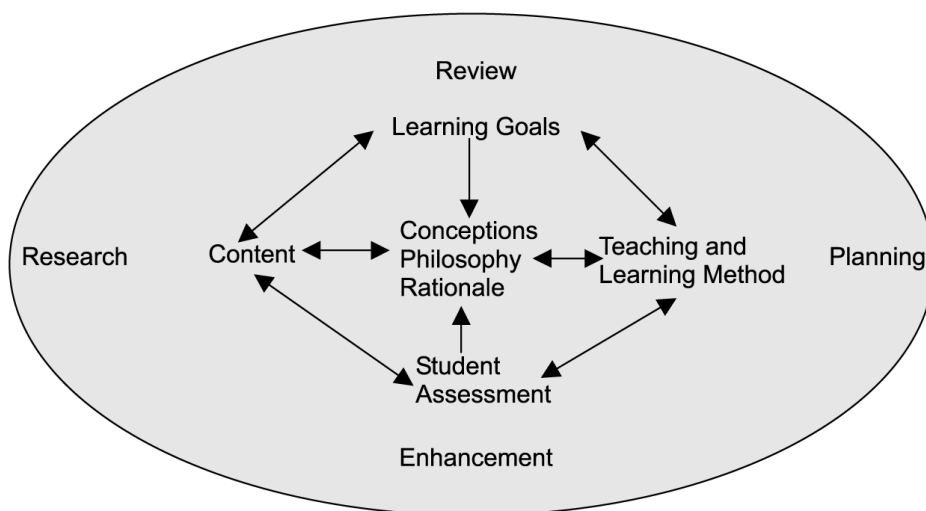 Review
Learning Goals
Research
Content
Conceptions
Philosophy
Rationale
Teaching and
Learning Method
Planning
Student
Assessment
Enhancement